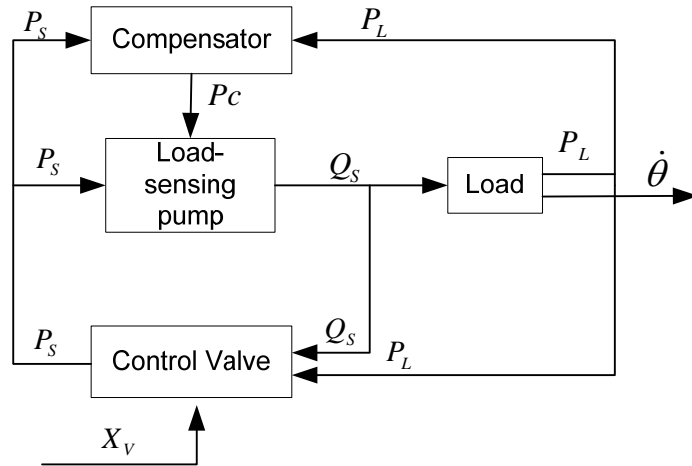 P_S
Compensator
P_L
Pc
P_S
Load-
sensing
pump
Q_S
Load
P_L
θ̇
P_S
Control Valve
Q_S
P_L
X_V